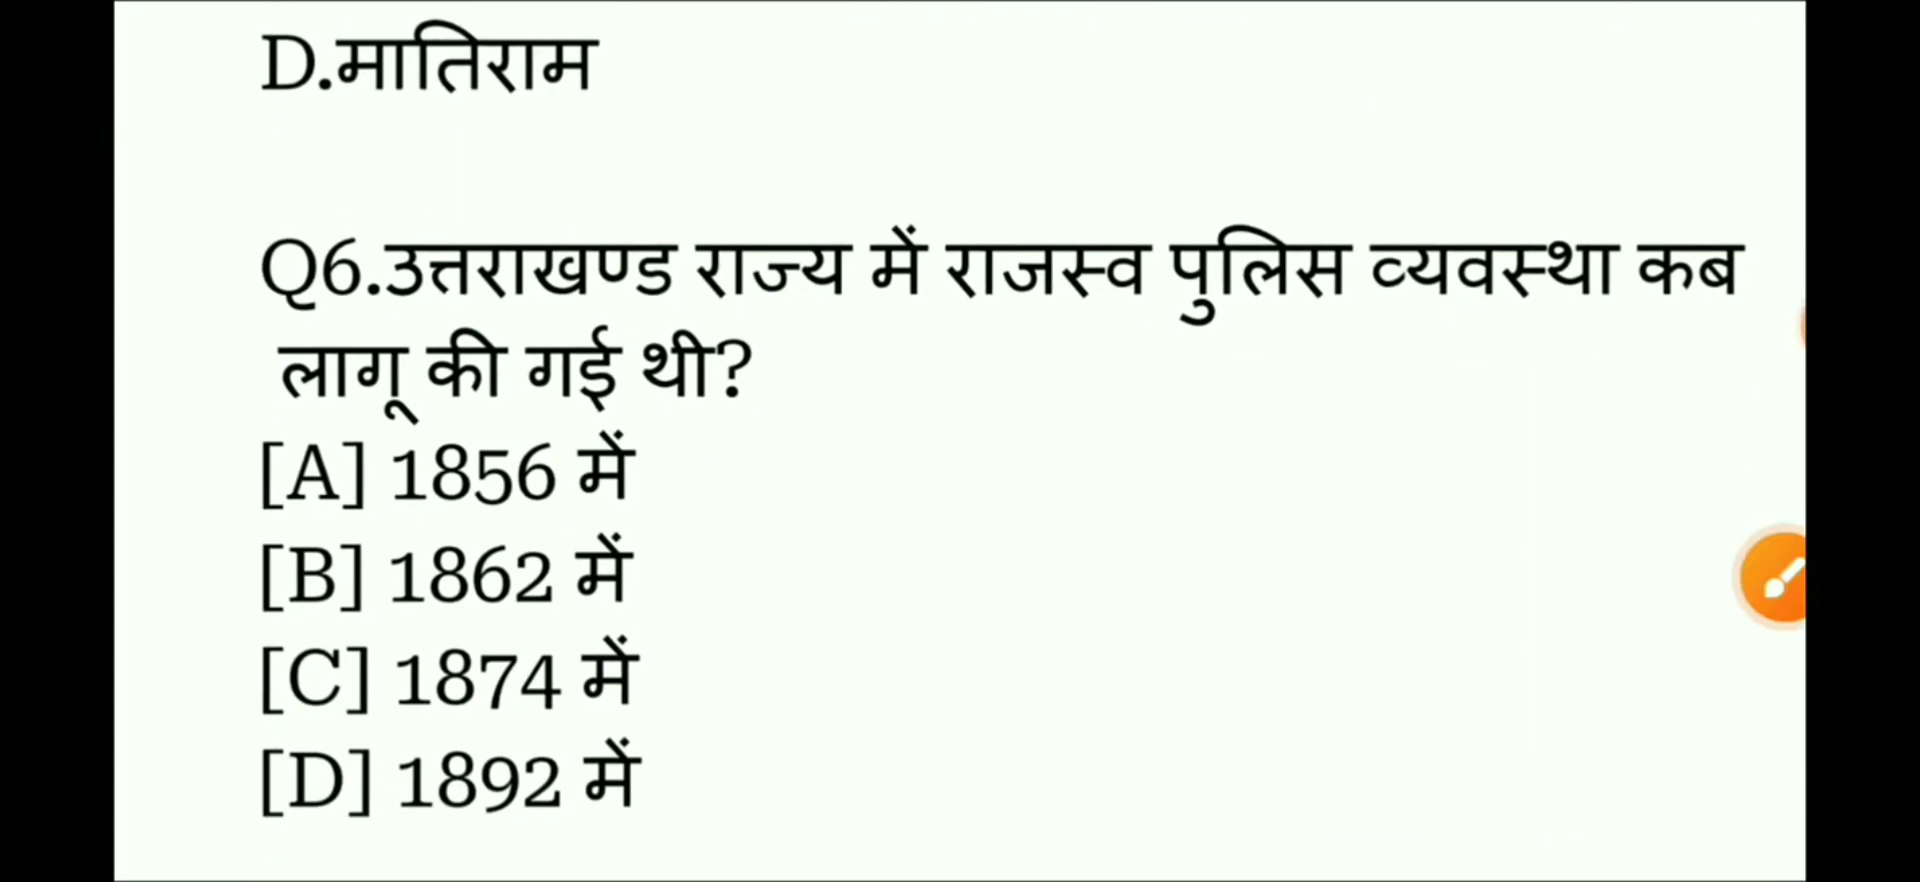 D.मातिराम
Q6.उत्तराखण्ड राज्य में राजस्व पुलिस व्यवस्था कब
लागू की गई थी?
[A] 1856 में
[B] 1862 में
[C] 1874 में
[D] 1892 में